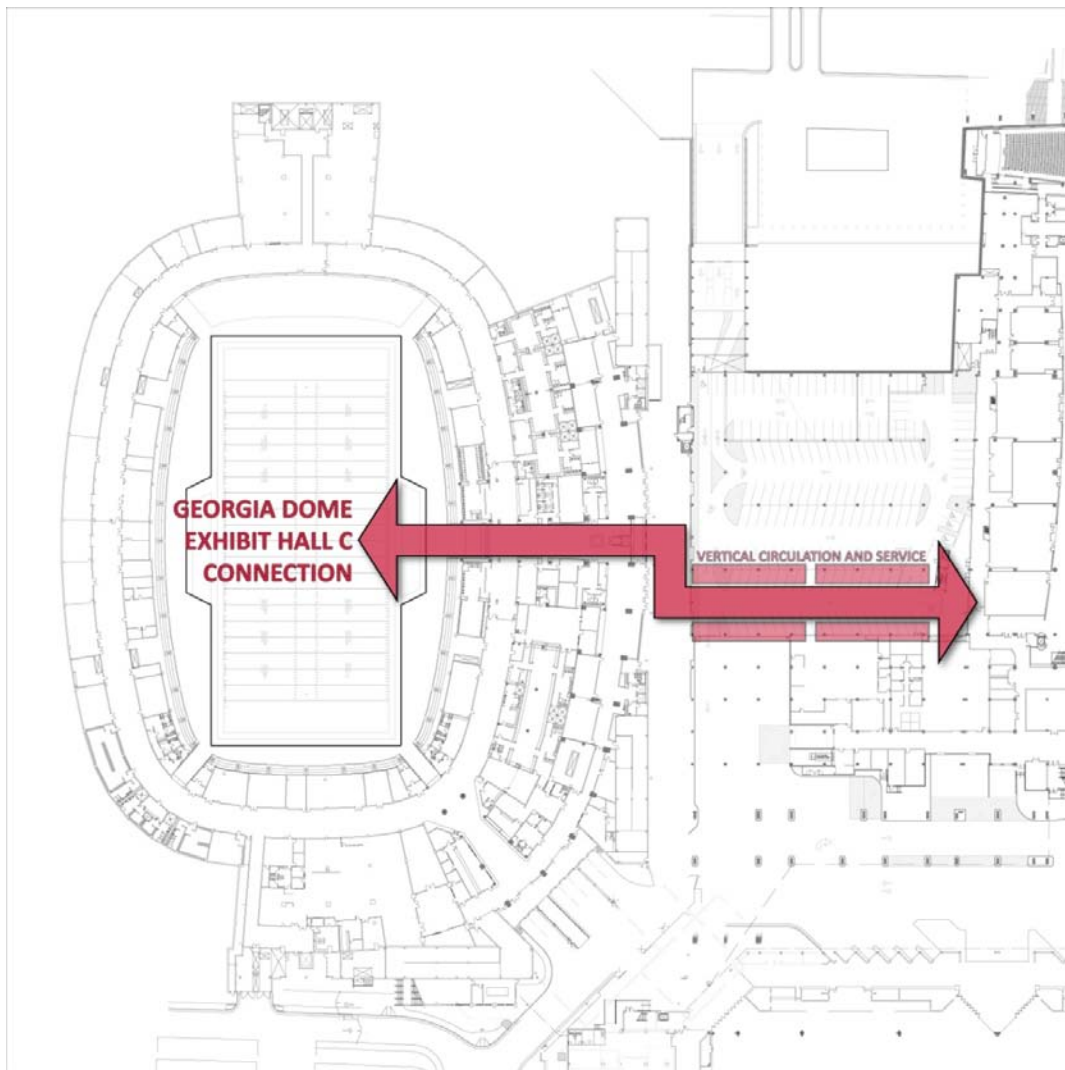 GEORGIA DOME
EXHIBIT HALL C
CONNECTION
VERTICAL CIRCULATION AND SERVICE